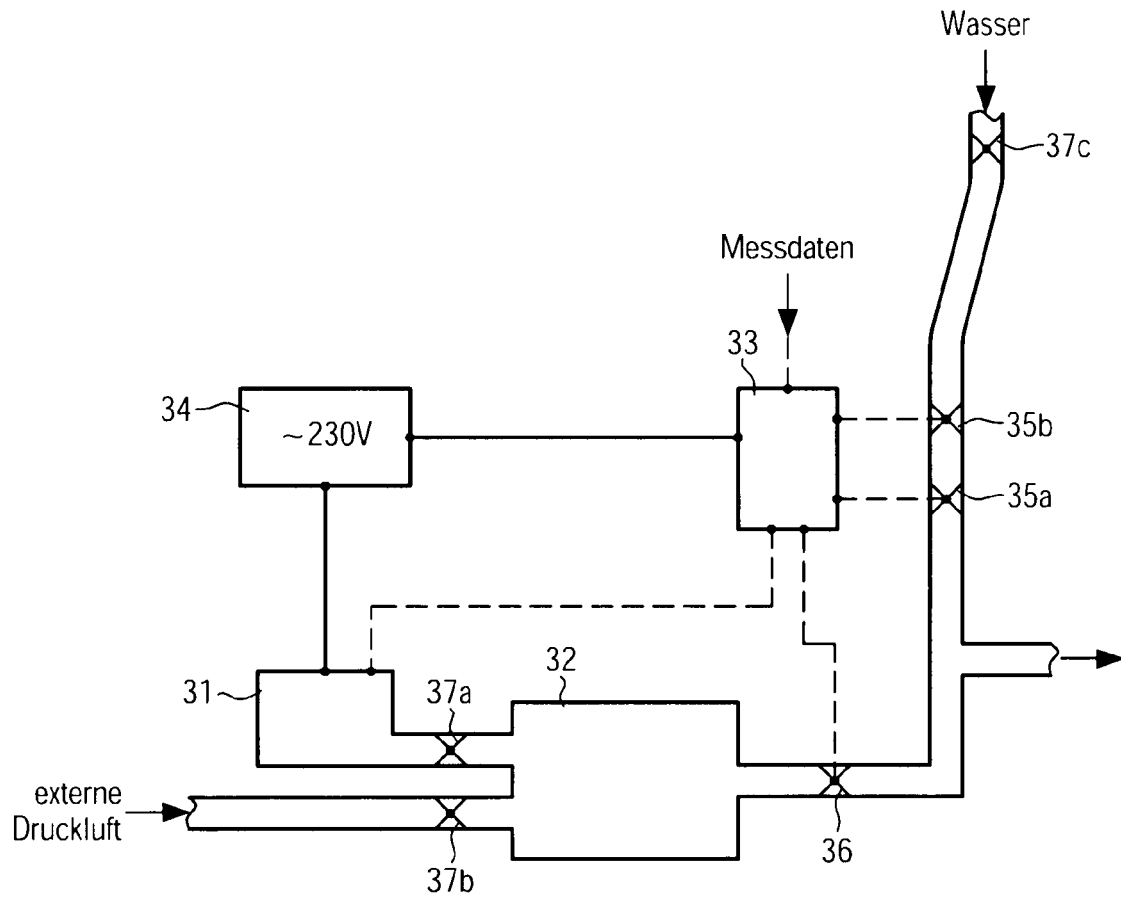 Wasser
37c
Messdaten
33
34
~230V
35b
35a
31
37a
32
externe
Druckluft
37b
36